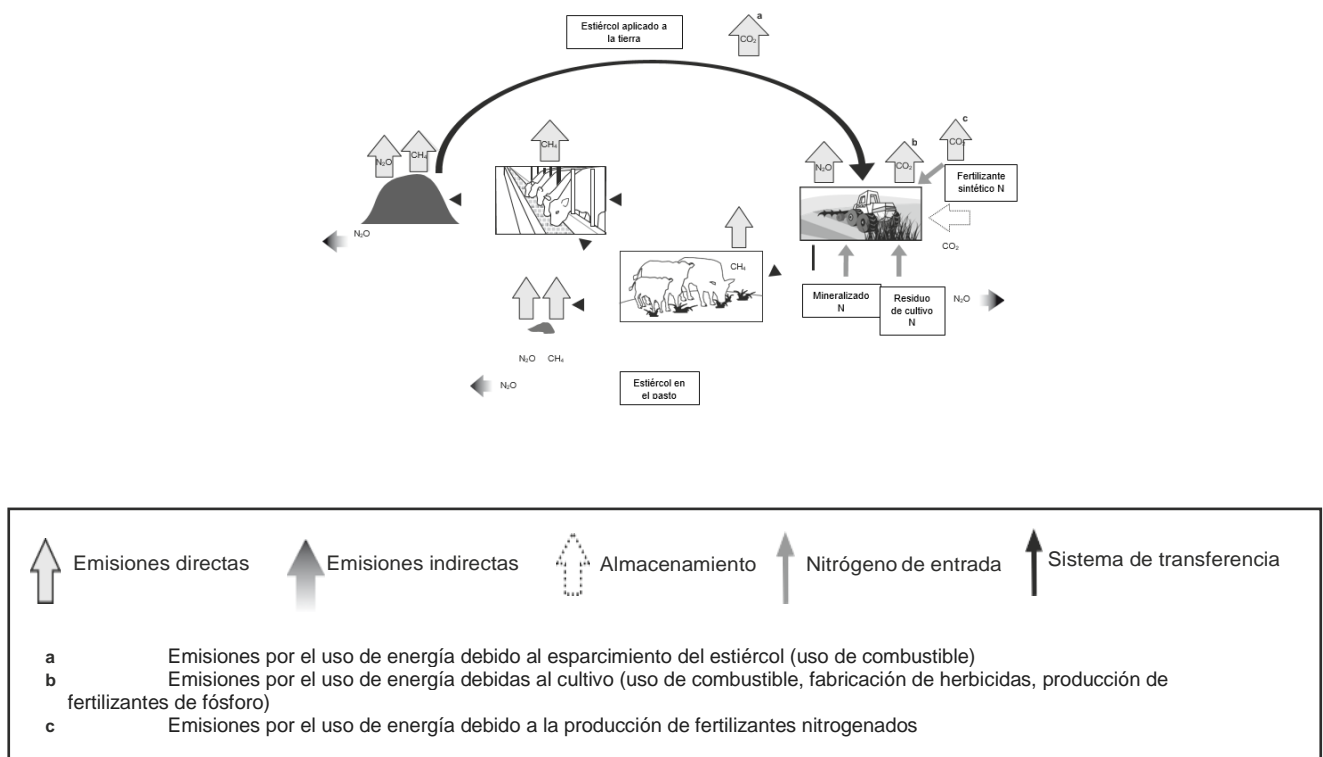 Estiércol aplicado a
la tierra
a
CO₂
c
CO₂
b
CH₄
N₂O
CH₄
N₂O
CO₂
Fertilizante
sintético N
N₂O
CO₂
CH₄
Mineralizado
N
Residuo
de cultivo
N
N₂O
N₂O CH₄
N₂O
Estiércol en
el pasto
Emisiones directas
Emisiones indirectas
Almacenamiento
Nitrógeno de entrada
Sistema de transferencia
a Emisiones por el uso de energía debido al esparcimiento del estiércol (uso de combustible)
b Emisiones por el uso de energía debidas al cultivo (uso de combustible, fabricación de herbicidas, producción de
fertilizantes de fósforo)
c Emisiones por el uso de energía debido a la producción de fertilizantes nitrogenados